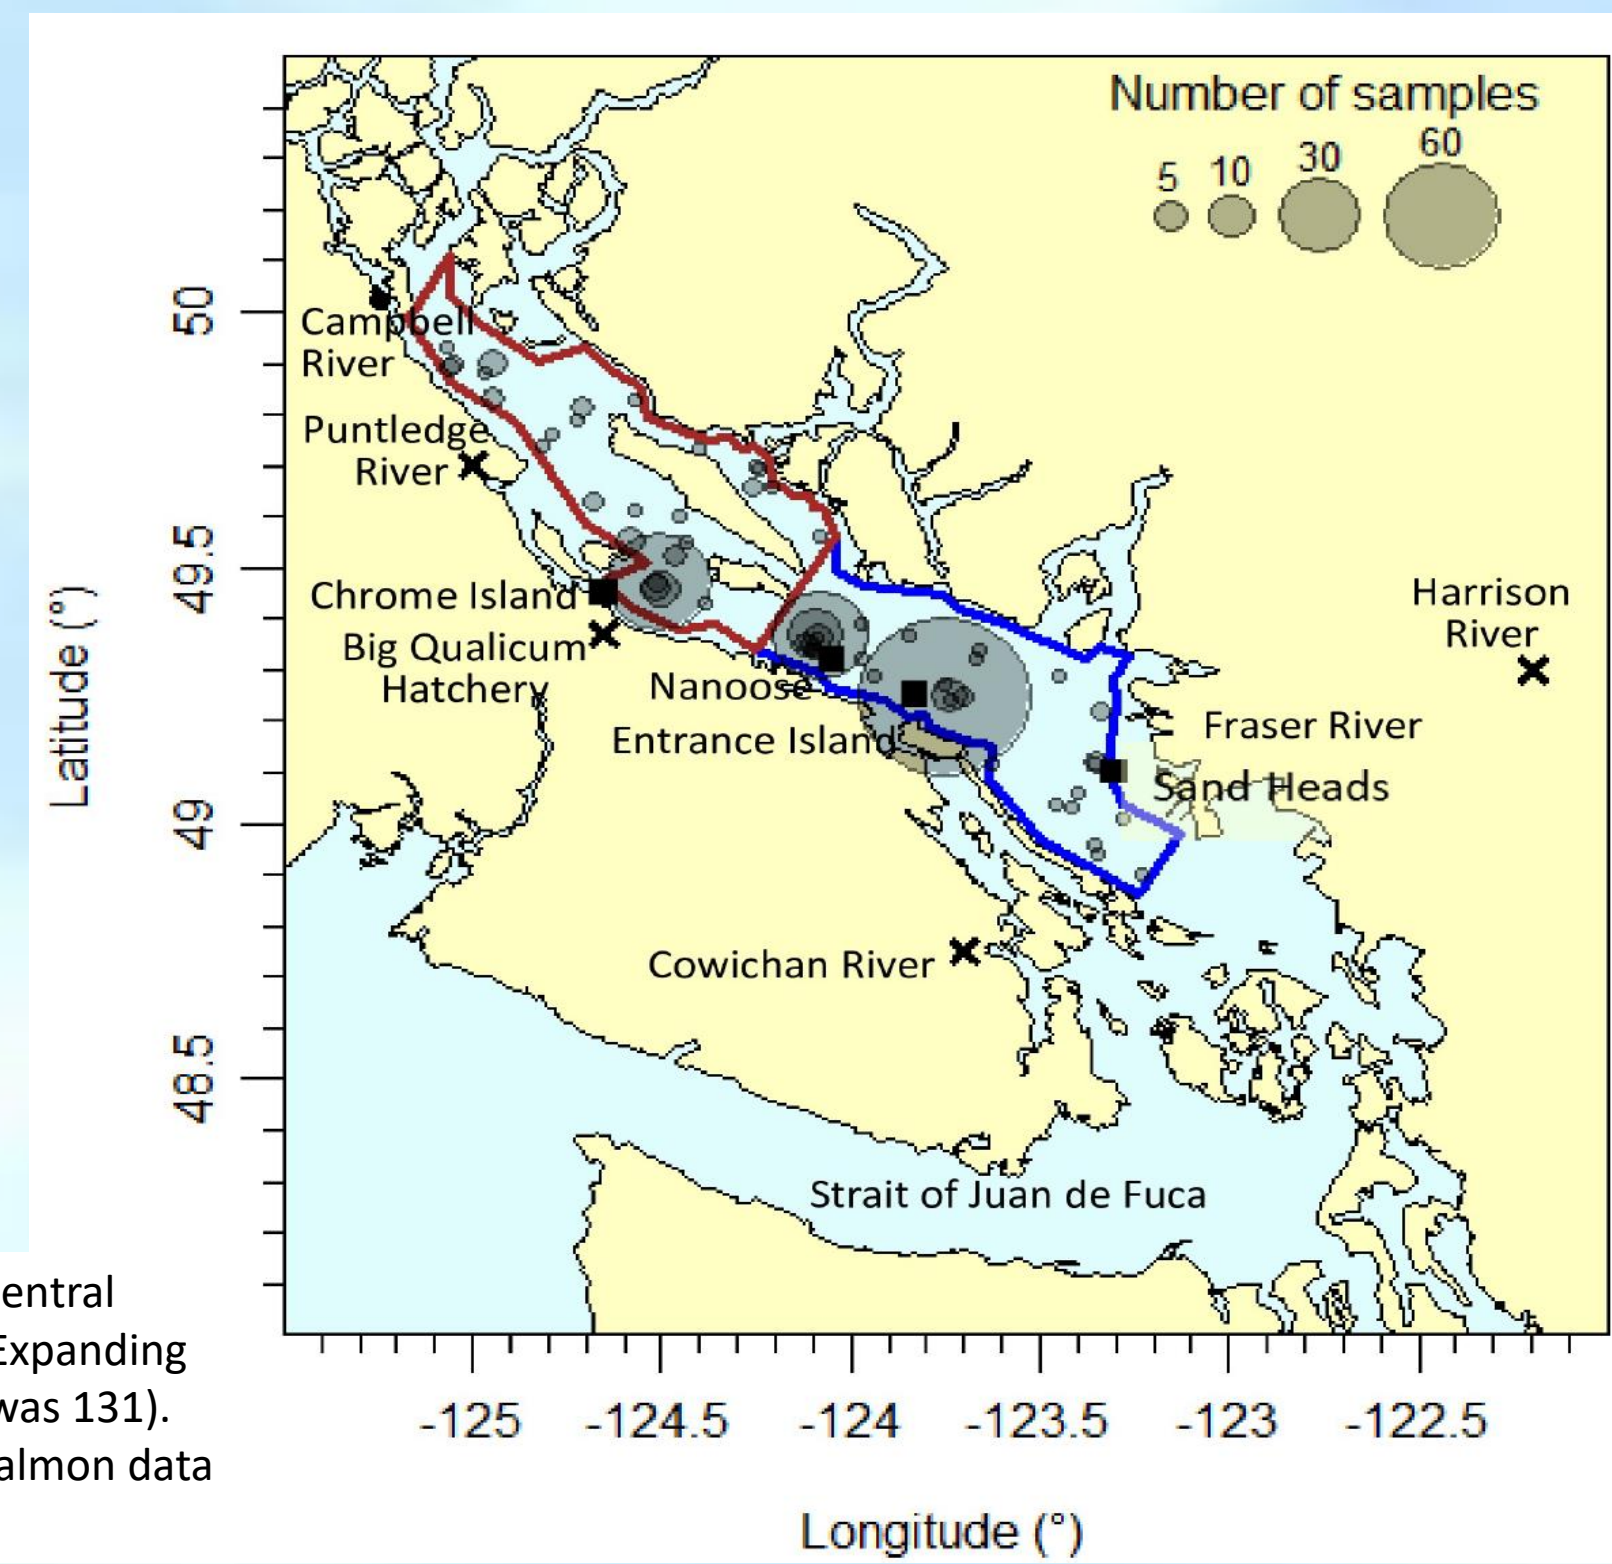 Number of samples
5 10 30 60
Campbell
River
Puntledge
River
Chrome Island
Big Qualicum
Hatchery
Nanoose
Entrance Island
Harrison
River
Fraser River
Sand Heads
Cowichan River
Strait of Juan de Fuca
50
49.5
49
48.5
Latitude (°)
-125 -124.5 -124 -123.5 -123 -122.5
Longitude (°)
entral
Expanding
was 131).
almon data